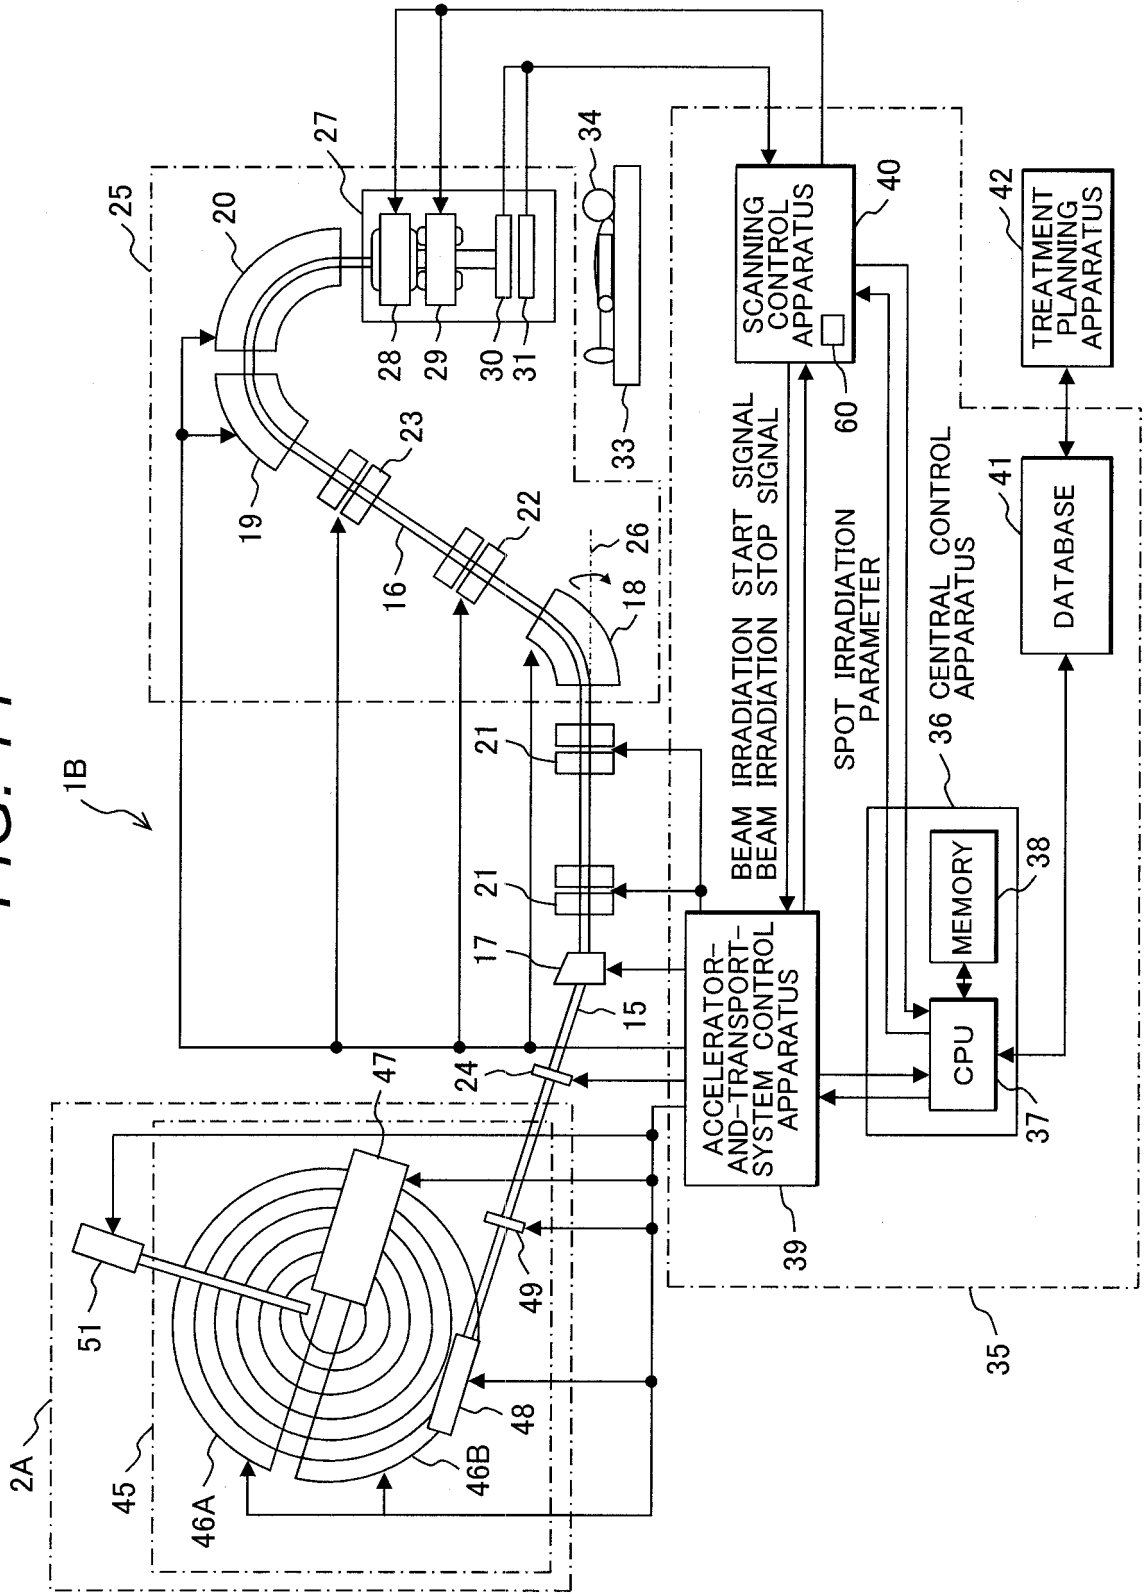 FIG.
1B
2A
45
46A
51
46B
48
47
49
24
15
17
21
21
16
22
23
18
26
19
20
25
27
28
29
30
31
33
34
35
39
ACCELERATOR-
AND-TRANSPORT-
SYSTEM CONTROL
APPARATUS
BEAM IRRADIATION START SIGNAL
BEAM IRRADIATION STOP SIGNAL
SCANNING
CONTROL
APPARATUS
40
60
SPOT IRRADIATION
PARAMETER
36 CENTRAL CONTROL
APPARATUS
CPU
37
MEMORY
38
41
DATABASE
42
TREATMENT
PLANNING
APPARATUS